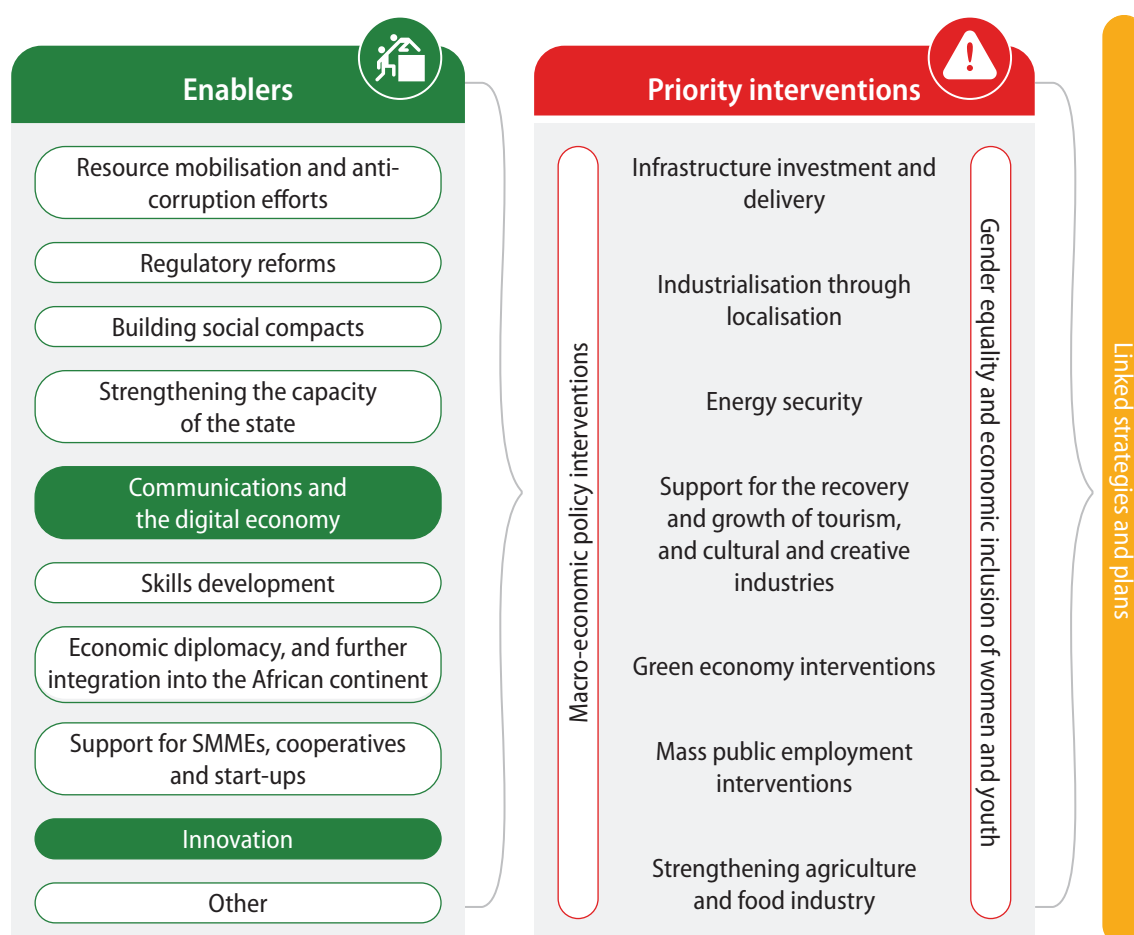 Enablers
Resource mobilisation and anti-
corruption efforts
Regulatory reforms
Building social compacts
Strengthening the capacity
of the state
Communications and
the digital economy
Skills development
Economic diplomacy, and further
integration into the African continent
Support for SMMEs, cooperatives
and start-ups
Innovation
Other
Priority interventions
Macro-economic policy interventions
Infrastructure investment and
delivery
Industrialisation through
localisation
Energy security
Support for the recovery
and growth of tourism,
and cultural and creative
industries
Green economy interventions
Mass public employment
interventions
Strengthening agriculture
and food industry
Gender equality and economic inclusion of women and youth
Linked strategies and plans